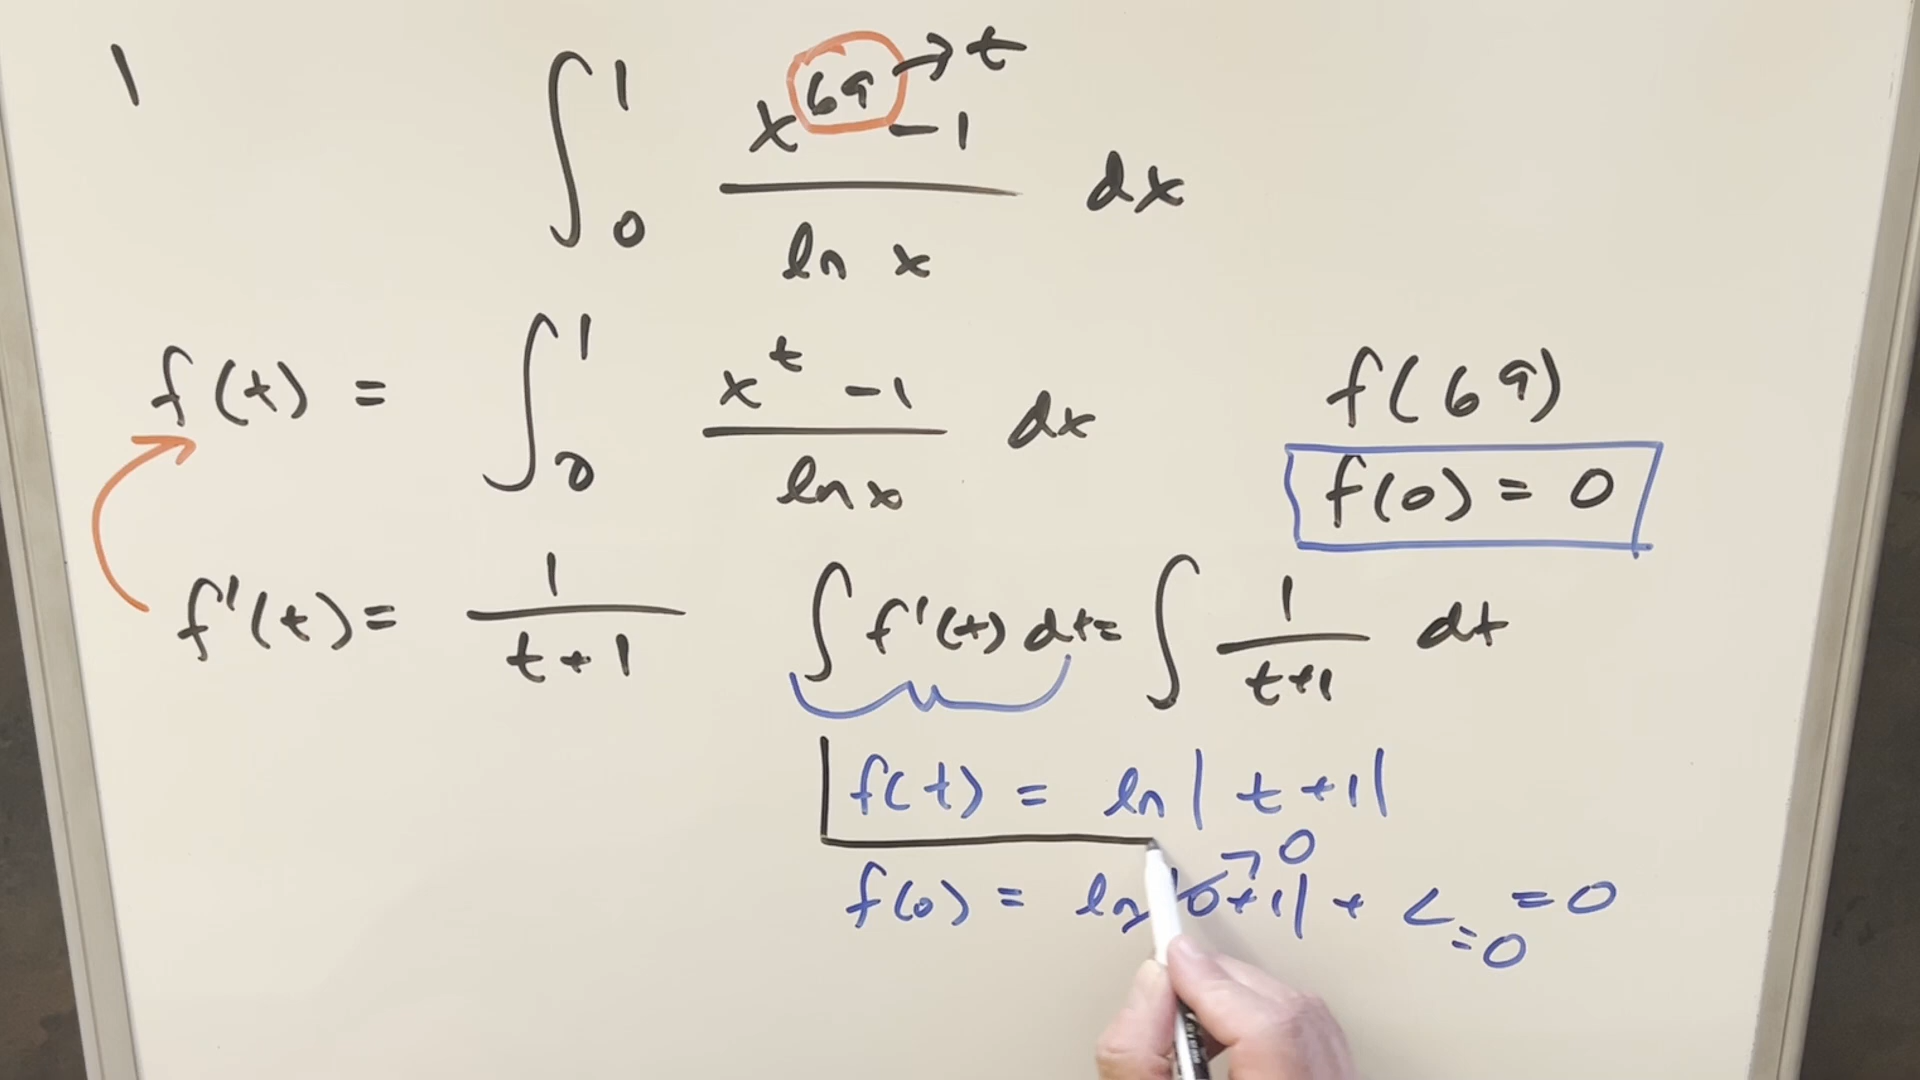 1
∫₀¹ (x^69 → t - 1) / (ln x) dx
f(t) = ∫₀¹ (x^t - 1) / (ln x) dx
f(69)
f(0) = 0
f'(t) = 1 / (t+1)
∫ f'(t) dt = ∫ 1 / (t+1) dt
f(t) = ln |t+1|
f(0) = ln |0+1| → 0 + C = 0 = 0